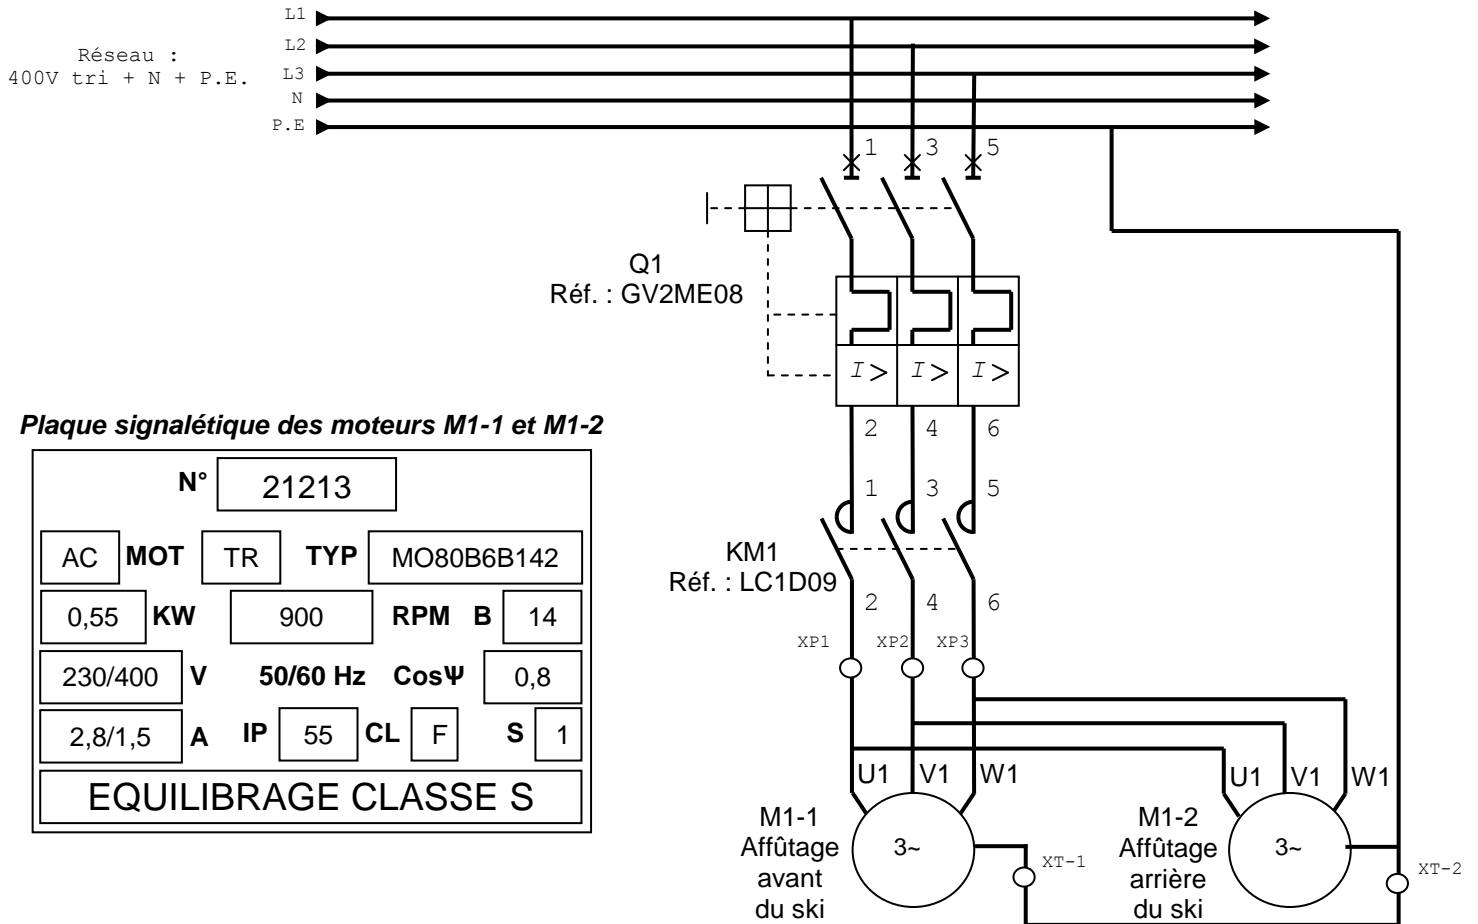 L1
L2
L3
N
P.E
Réseau :
400V tri + N + P.E.
1 3 5
Q1
Réf. : GV2ME08
I> I> I>
2 4 6
1 3 5
KM1
Réf. : LC1D09
2 4 6
XP1 XP2 XP3
U1 V1 W1
U1 V1 W1
M1-1
Affûtage
avant
du ski
3~
XT-1
M1-2
Affûtage
arrière
du ski
3~
XT-2
Plaque signalétique des moteurs M1-1 et M1-2
N° 21213
AC MOT TR TYP MO80B6B142
0,55 KW 900 RPM B 14
230/400 V 50/60 Hz CosΨ 0,8
2,8/1,5 A IP 55 CL F S 1
EQUILIBRAGE CLASSE S